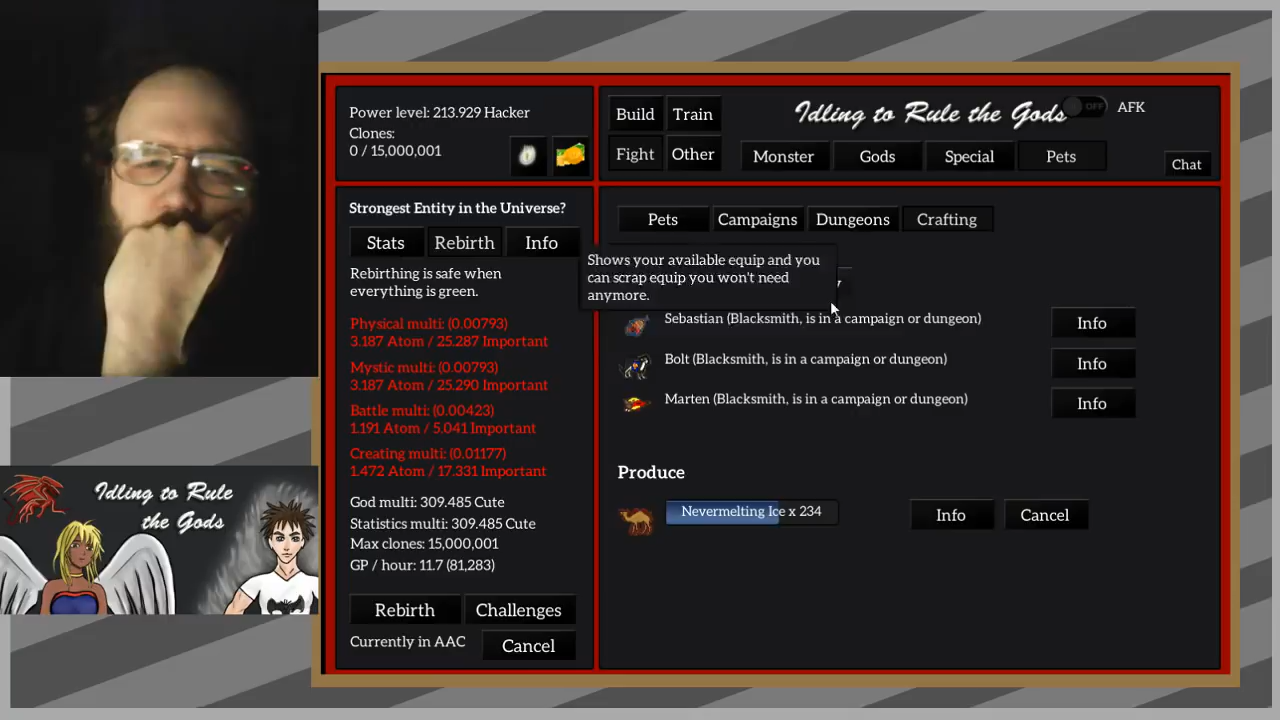 Power level: 213.929 Hacker
Clones:
0 / 15,000,001
Build
Train
Idling to Rule the Gods
OFF
AFK
Fight
Other
Monster
Gods
Special
Pets
Chat
Strongest Entity in the Universe?
Stats
Rebirth
Info
Rebirthing is safe when
everything is green.
Physical multi: (0.00793)
3.187 Atom / 25.287 Important
Mystic multi: (0.00793)
3.187 Atom / 25.290 Important
Battle multi: (0.00423)
1.191 Atom / 5.041 Important
Creating multi: (0.01177)
1.472 Atom / 17.331 Important
God multi: 309.485 Cute
Statistics multi: 309.485 Cute
Max clones: 15,000,001
GP / hour: 11.7 (81,283)
Rebirth
Challenges
Currently in AAC
Cancel
Pets
Campaigns
Dungeons
Crafting
Shows your available equip and you
can scrap equip you won't need
anymore.
Sebastian (Blacksmith, is in a campaign or dungeon)
Info
Bolt (Blacksmith, is in a campaign or dungeon)
Info
Marten (Blacksmith, is in a campaign or dungeon)
Info
Produce
Nevermelting Ice x 234
Info
Cancel
Idling to Rule
the Gods